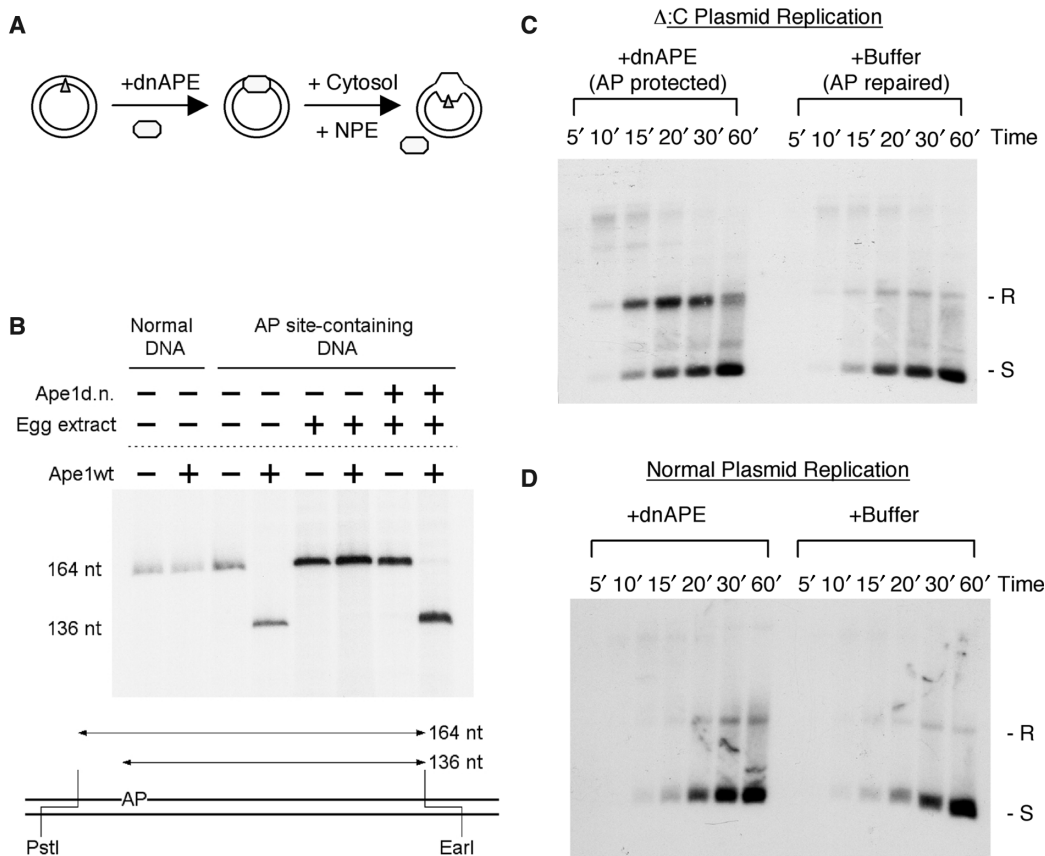 A
+dnAPE
+ Cytosol
+ NPE
B
Normal DNA
AP site-containing DNA
Ape1d.n. − − − − − − + +
Egg extract − − − − + + + +
Ape1wt − + − + − + − +
164 nt
136 nt
164 nt
136 nt
AP
PstI
EarI
C
Δ:C Plasmid Replication
+dnAPE (AP protected)
+Buffer (AP repaired)
5′ 10′ 15′ 20′ 30′ 60′ 5′ 10′ 15′ 20′ 30′ 60′ Time
- R
- S
D
Normal Plasmid Replication
+dnAPE
+Buffer
5′ 10′ 15′ 20′ 30′ 60′ 5′ 10′ 15′ 20′ 30′ 60′ Time
- R
- S